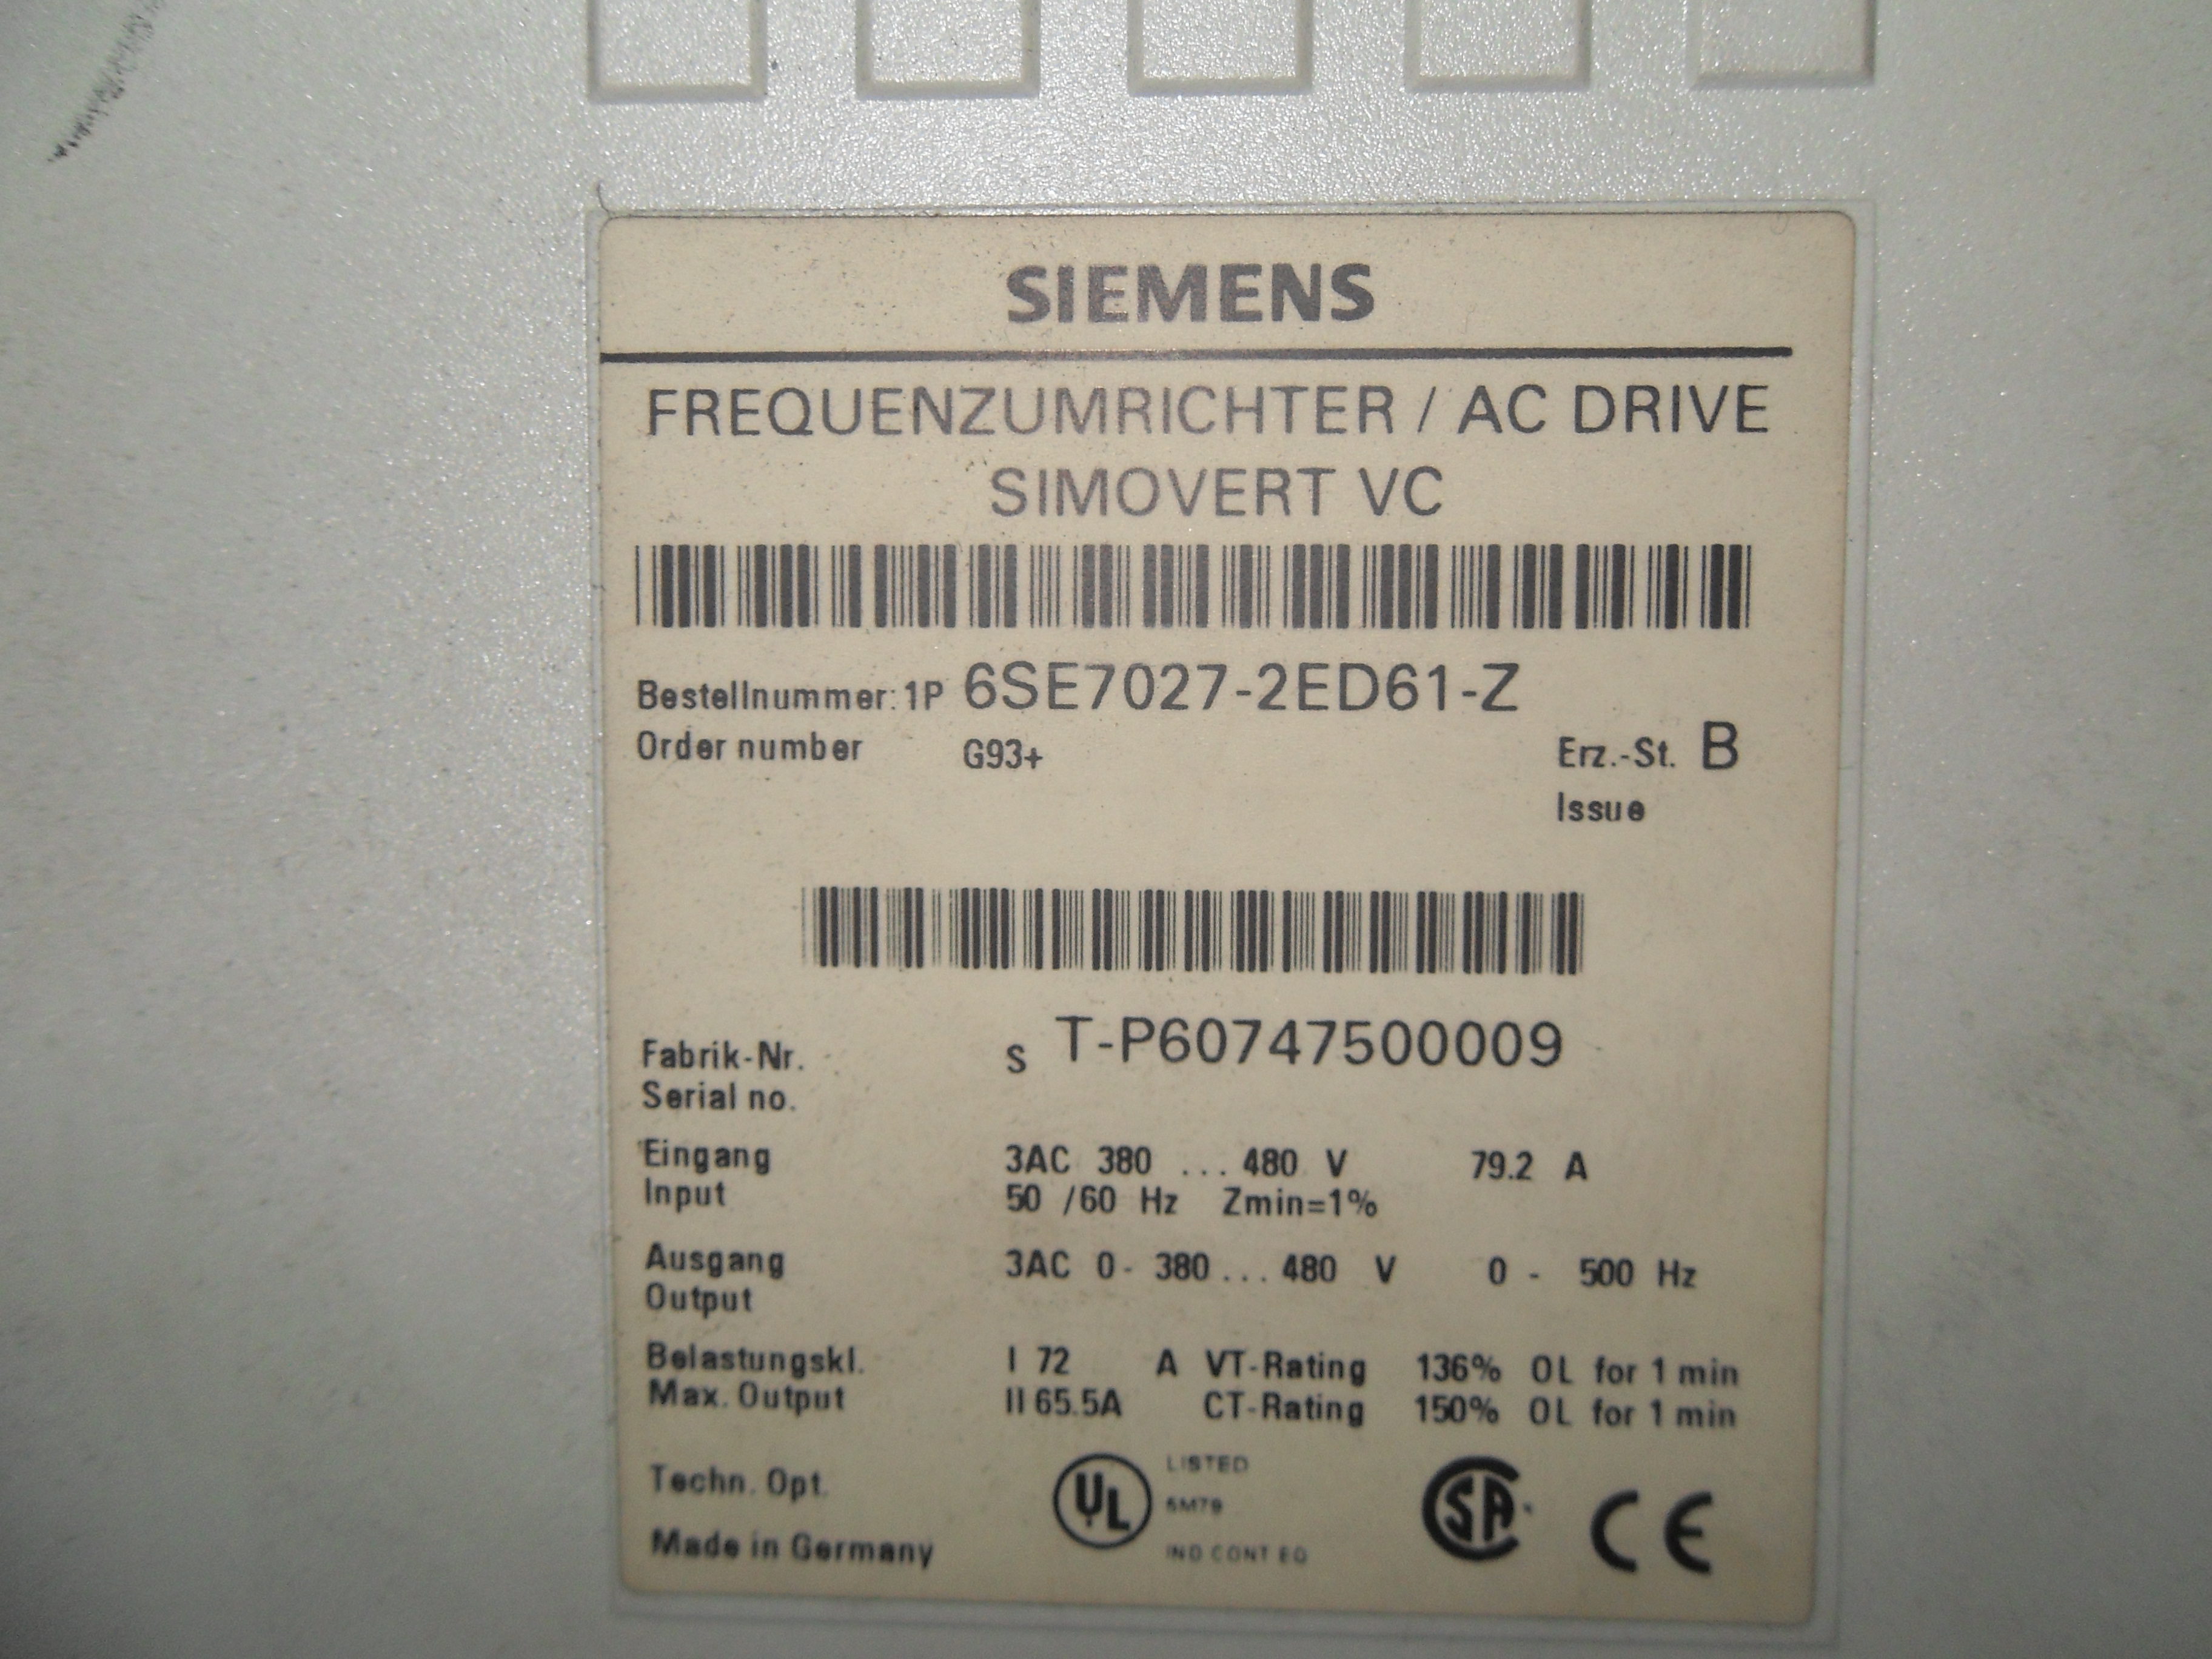 SIEMENS
FREQUENZUMRICHTER / AC DRIVE
SIMOVERT VC
Bestellnummer: 1P 6SE7027-2ED61-Z
Order number G93+ Erz.-St. B
Issue
Fabrik-Nr. S T-P60747500009
Serial no.
Eingang 3AC 380 ... 480 V 79.2 A
Input 50 /60 Hz Zmin=1%
Ausgang 3AC 0- 380 ... 480 V 0 - 500 Hz
Output
Belastungskl. I 72 A VT-Rating 136% OL for 1 min
Max. Output II 65.5A CT-Rating 150% OL for 1 min
Techn. Opt. UL LISTED
5M79
SA CE
Made in Germany IND CONT EQ